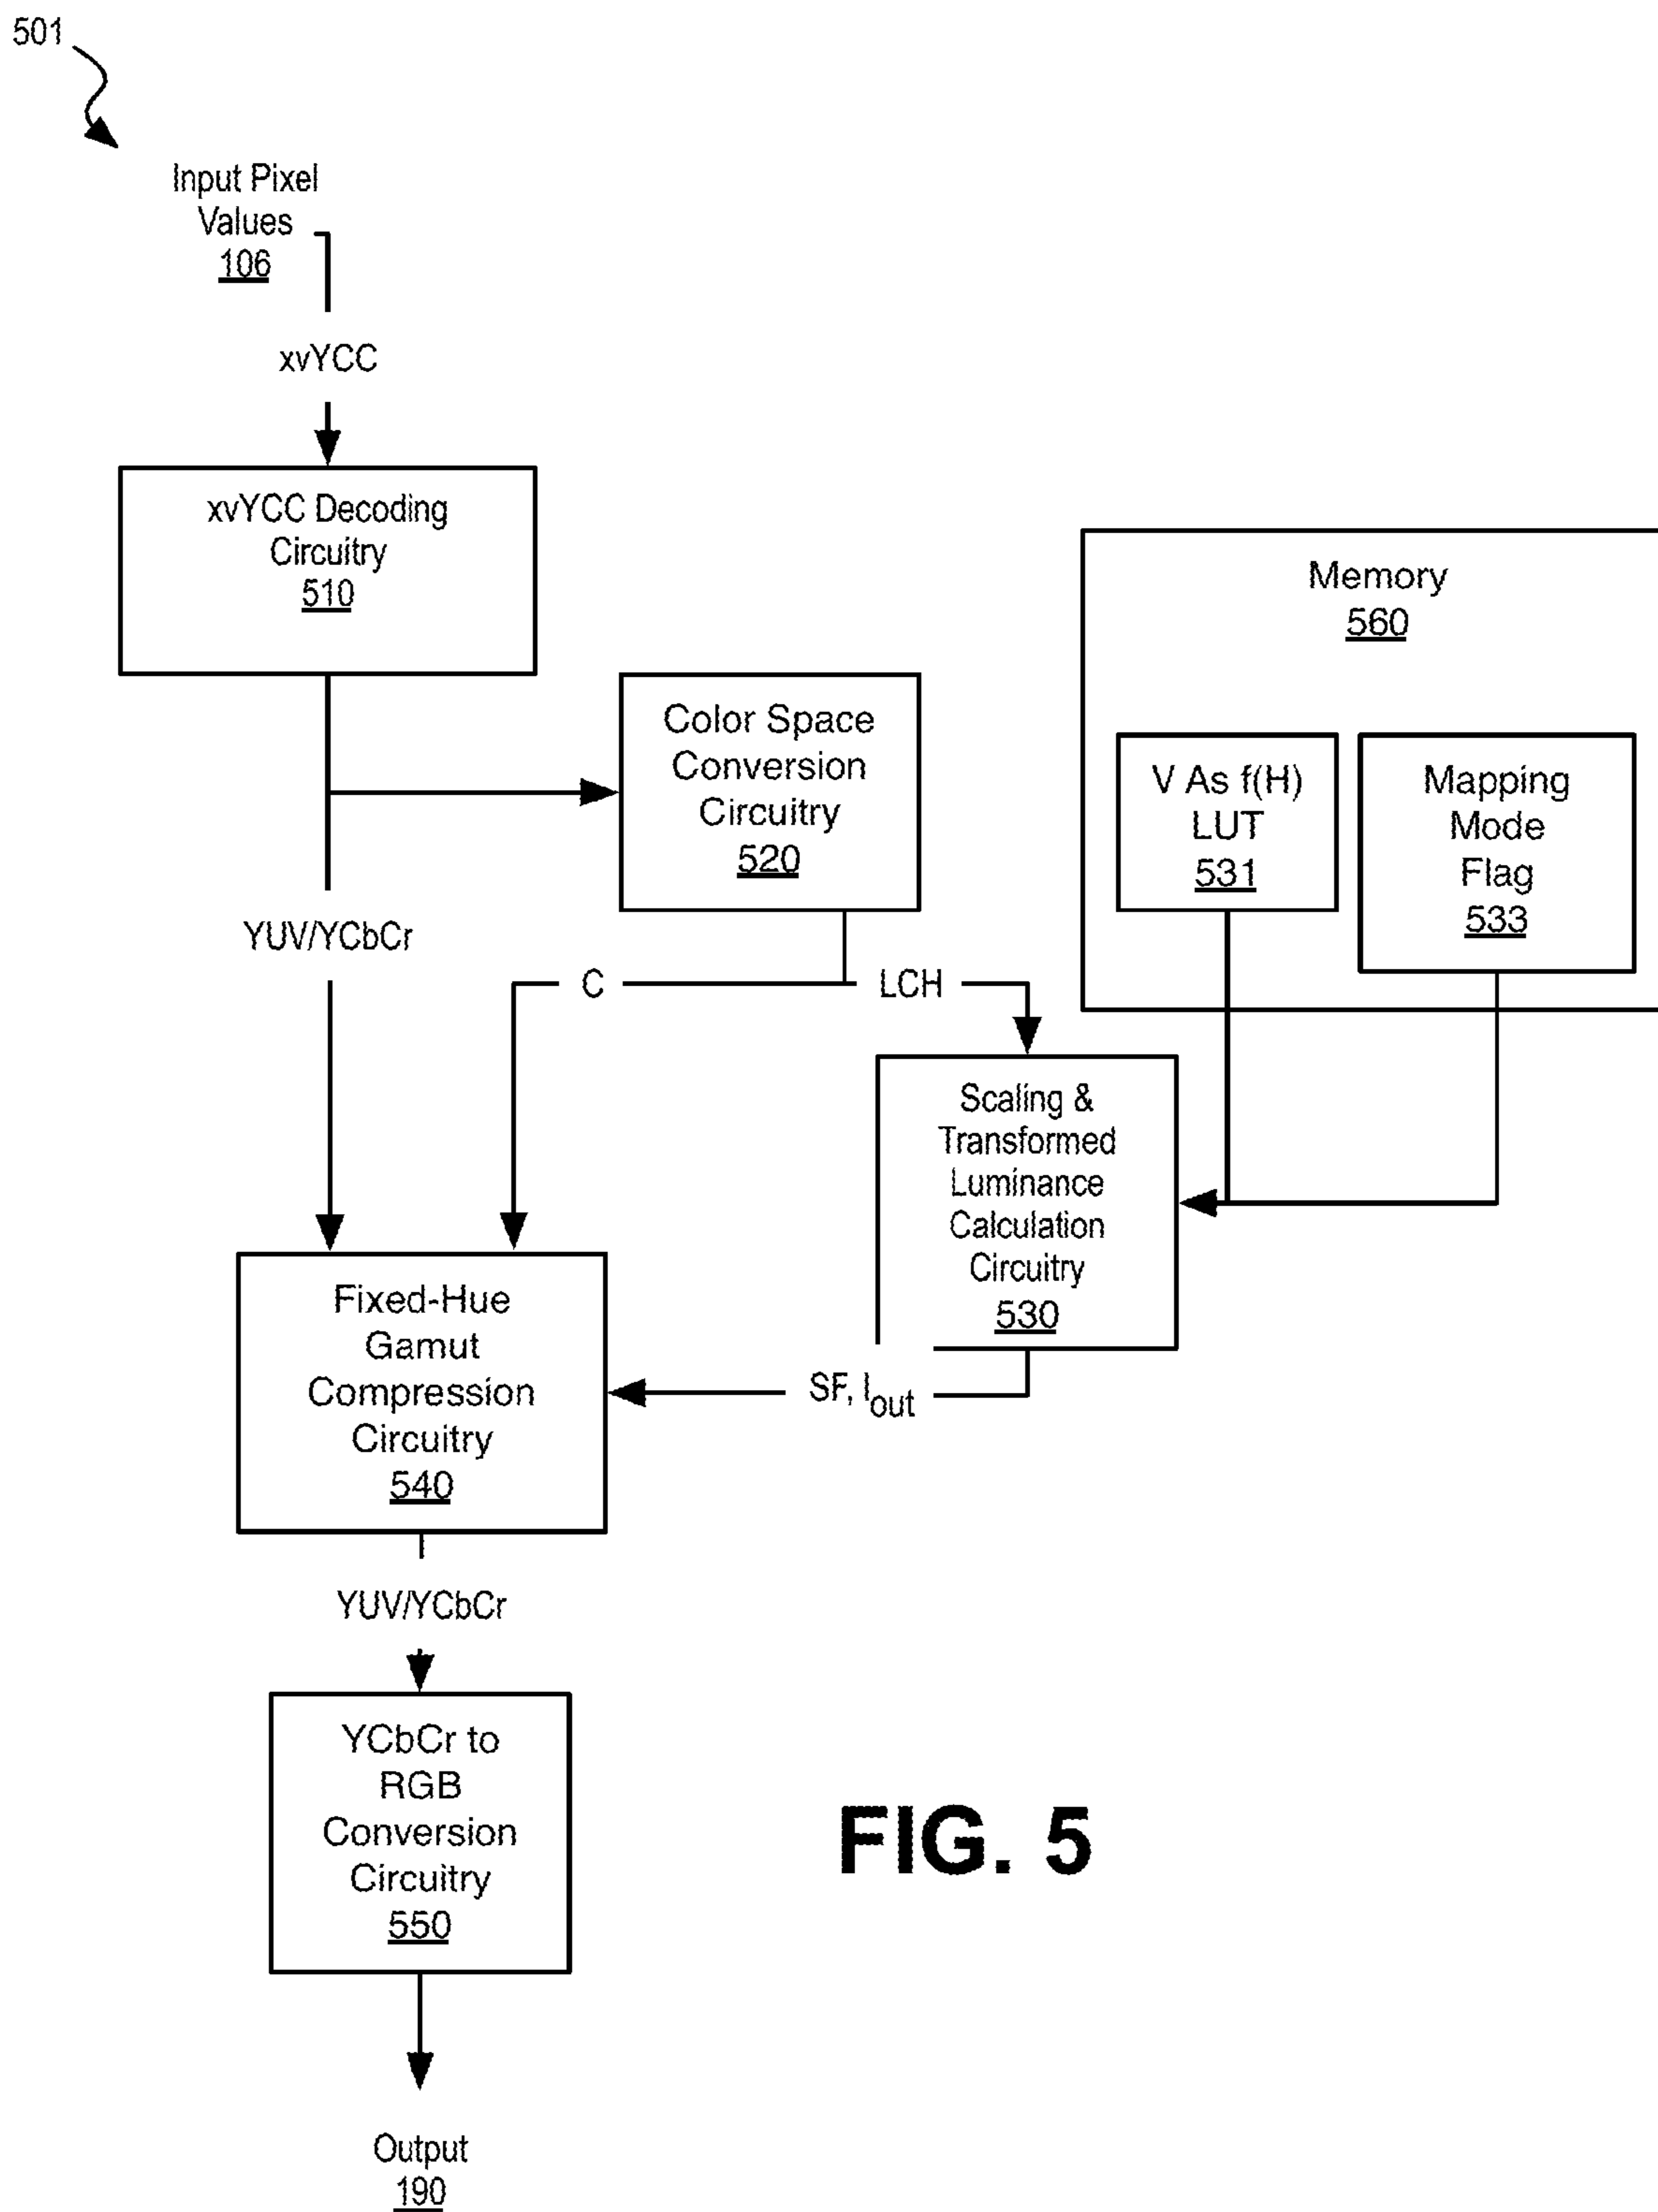 501
Input Pixel
Values
106
xvYCC
xvYCC Decoding
Circuitry
510
Memory
560
Color Space
Conversion
Circuitry
520
V As f(H)
LUT
531
Mapping
Mode
Flag
533
YUV/YCbCr
C
LCH
Scaling &
Transformed
Luminance
Calculation
Circuitry
530
Fixed-Hue
Gamut
Compression
Circuitry
540
SF, lout
YUV/YCbCr
YCbCr to
RGB
Conversion
Circuitry
550
FIG. 5
Output
190